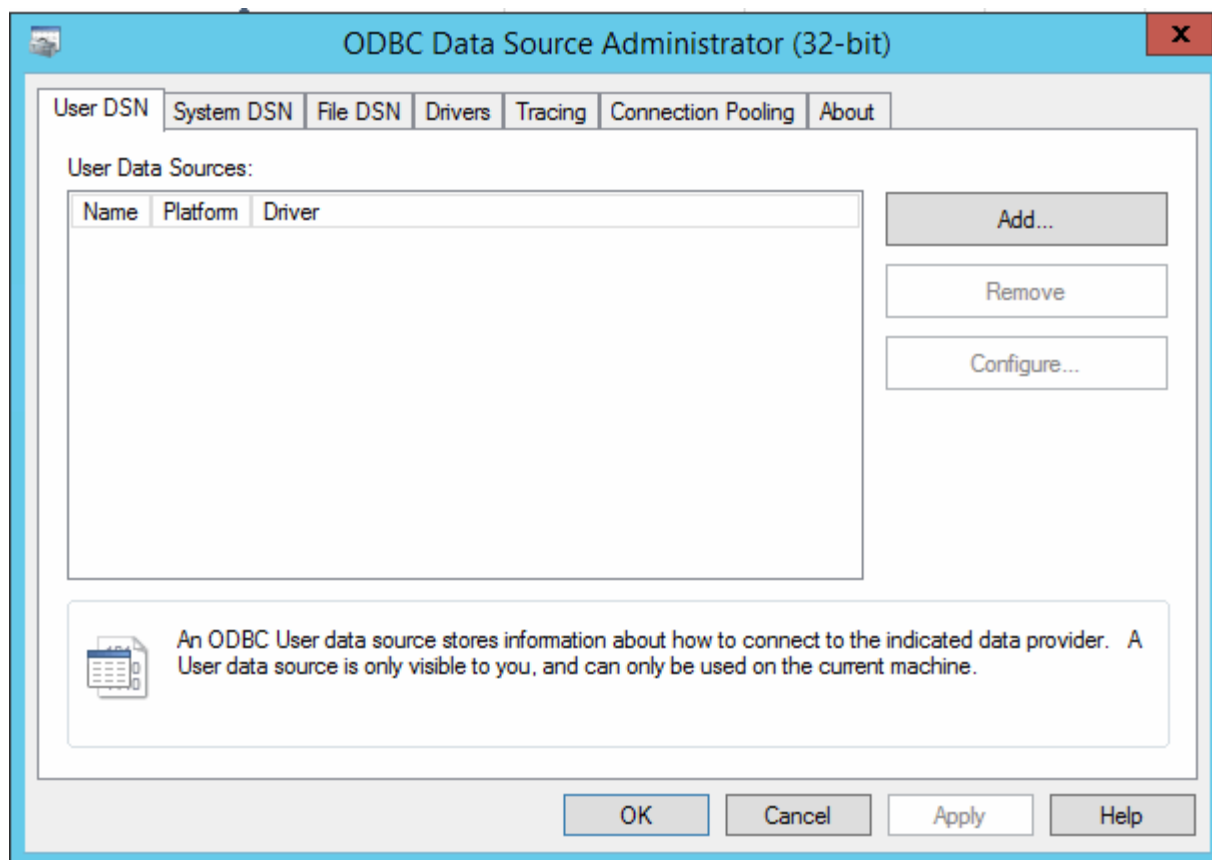 ODBC Data Source Administrator (32-bit)
x
User DSN System DSN File DSN Drivers Tracing Connection Pooling About
User Data Sources:
Name Platform Driver
Add...
Remove
Configure...
An ODBC User data source stores information about how to connect to the indicated data provider. A
User data source is only visible to you, and can only be used on the current machine.
OK Cancel Apply Help